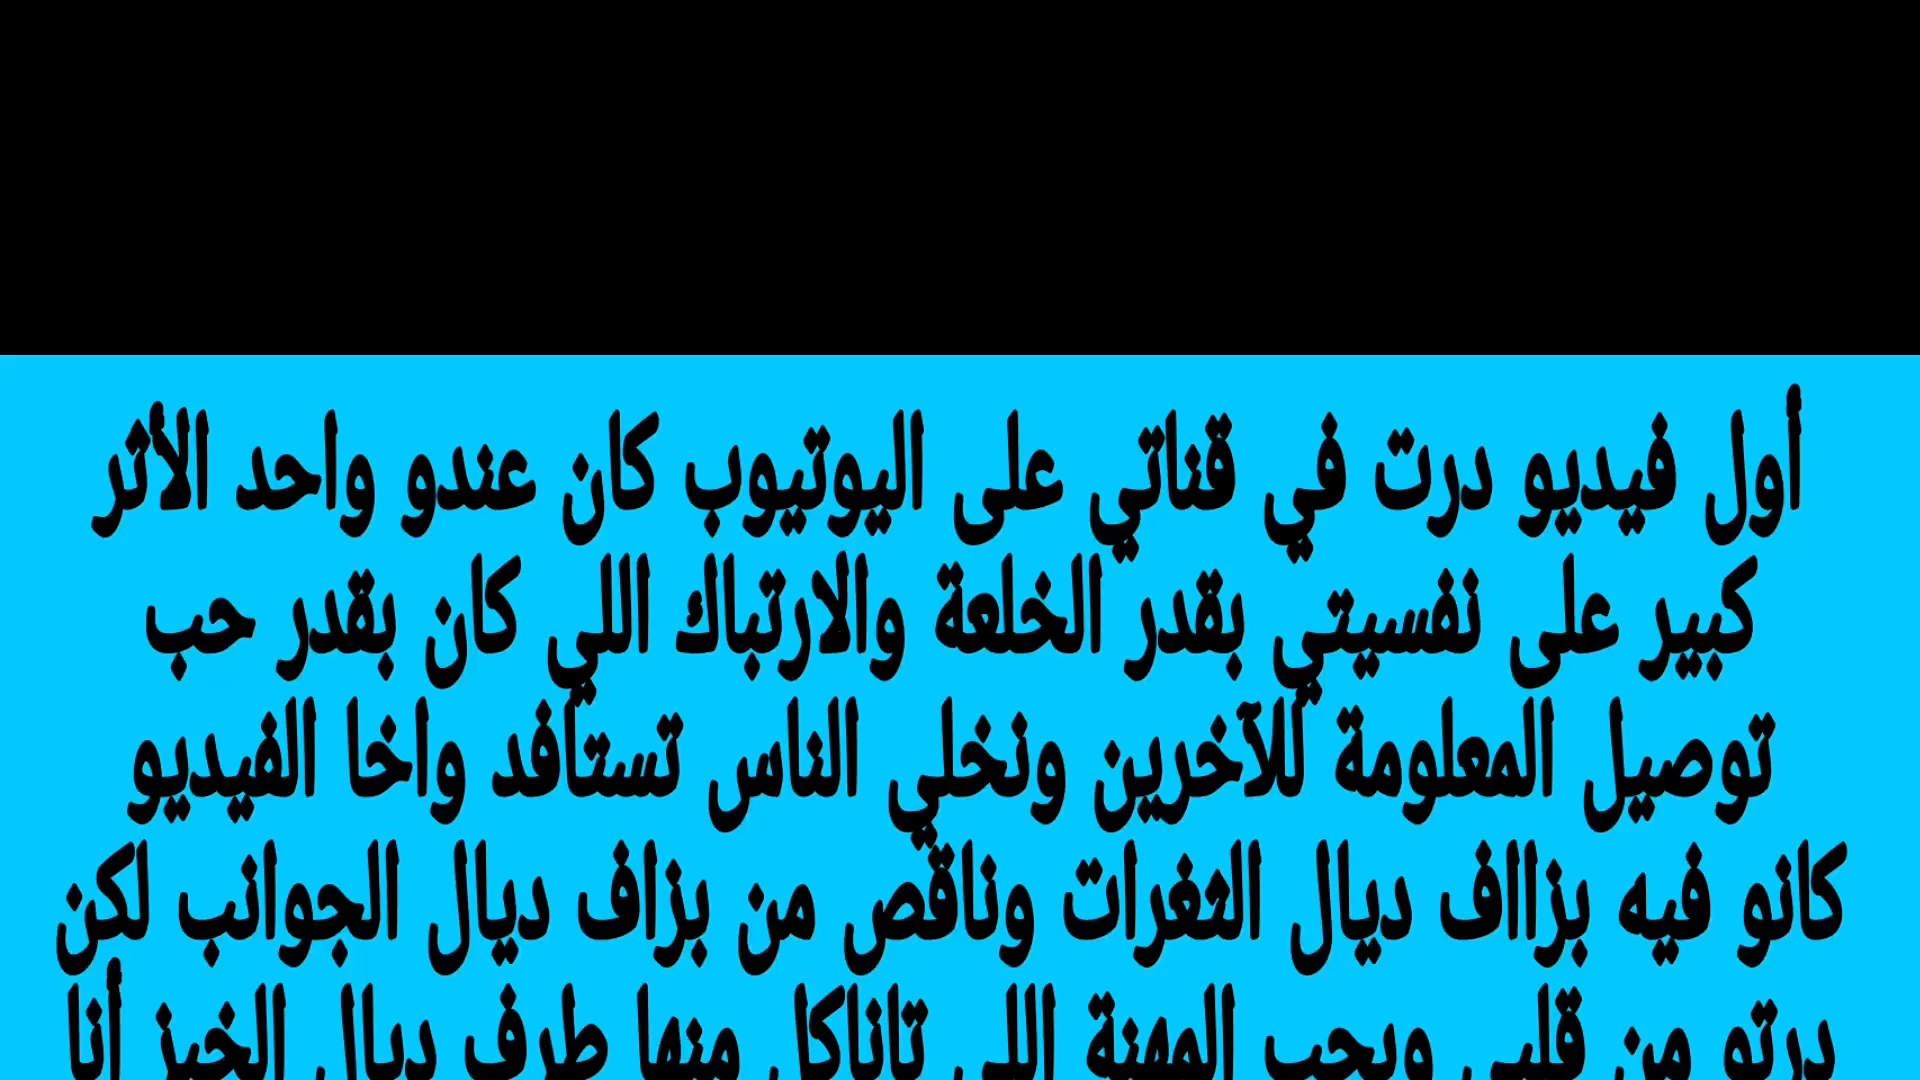 أول فيديو درت في قناتي على اليوتيوب كان عندو واحد الأثر
كبير على نفسيتي بقدر الخلعة والارتباك اللي كان بقدر حب
توصيل المعلومة للآخرين ونخلي الناس تستافد واخا الفيديو
كانو فيه بزااف ديال الثغرات وناقص من بزاف ديال الجوانب لكن
درتو من قلبي وبحب المهنة اللي تاناكل منها طرف ديال الخبز أنا